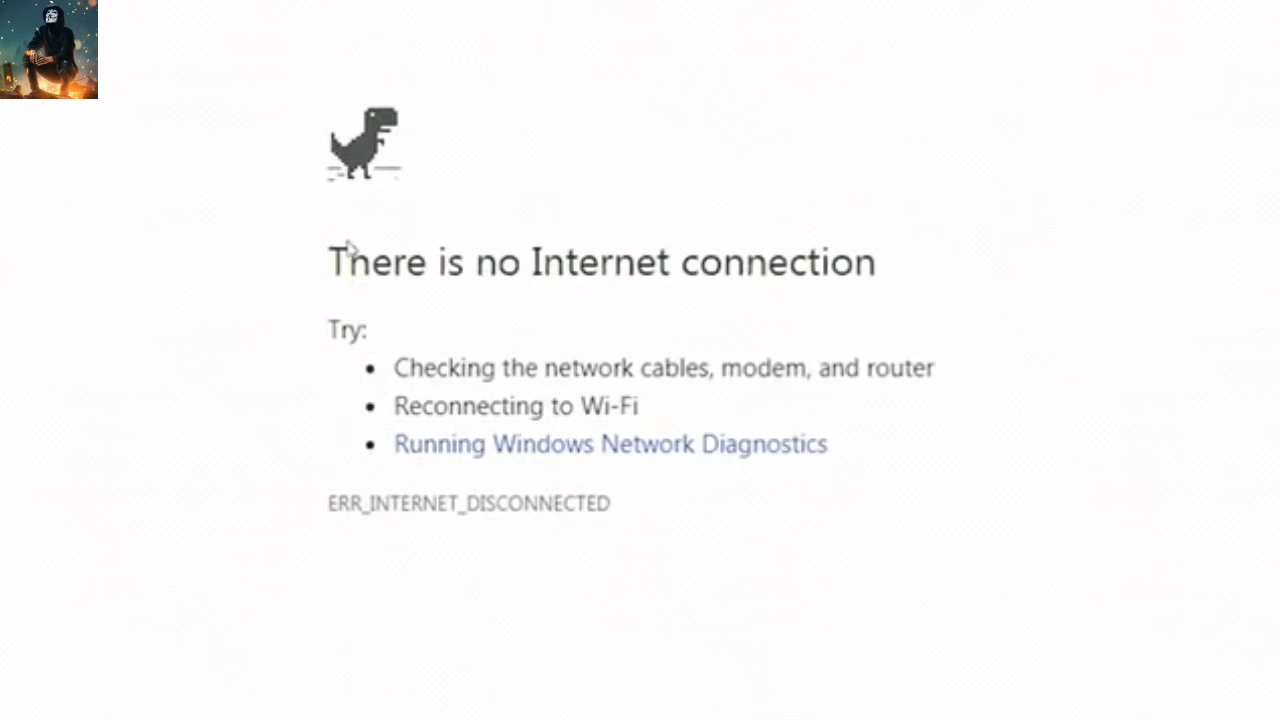 There is no Internet connection
Try:
Checking the network cables, modem, and router
Reconnecting to Wi-Fi
Running Windows Network Diagnostics
ERR_INTERNET_DISCONNECTED